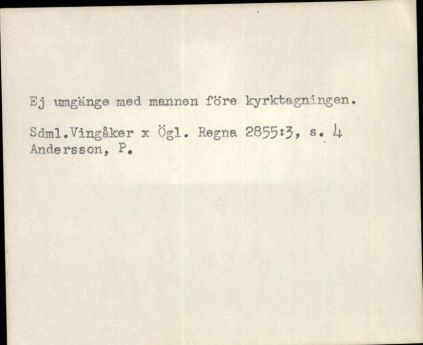 Ej umgänge med mannen före kyrktagningen.
Sdml.Vingåker x Ögl. Regna 2855:3, s. 4
Andersson, P.